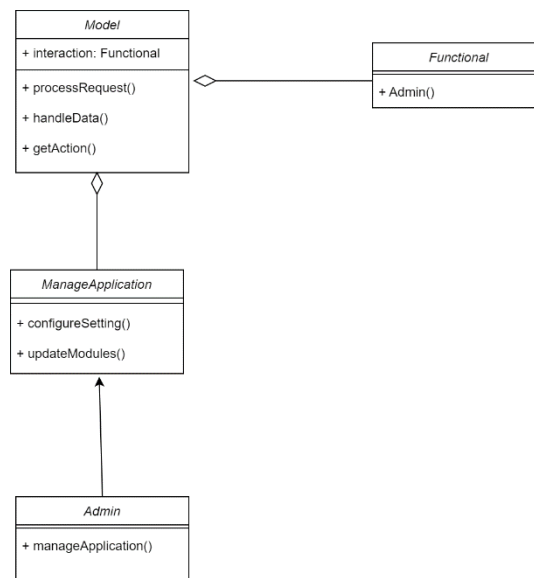 Model
+ interaction: Functional
+ processRequest()
+ handleData()
+ getAction()
Functional
+ Admin()
ManageApplication
+ configureSetting()
+ updateModules()
Admin
+ manageApplication()